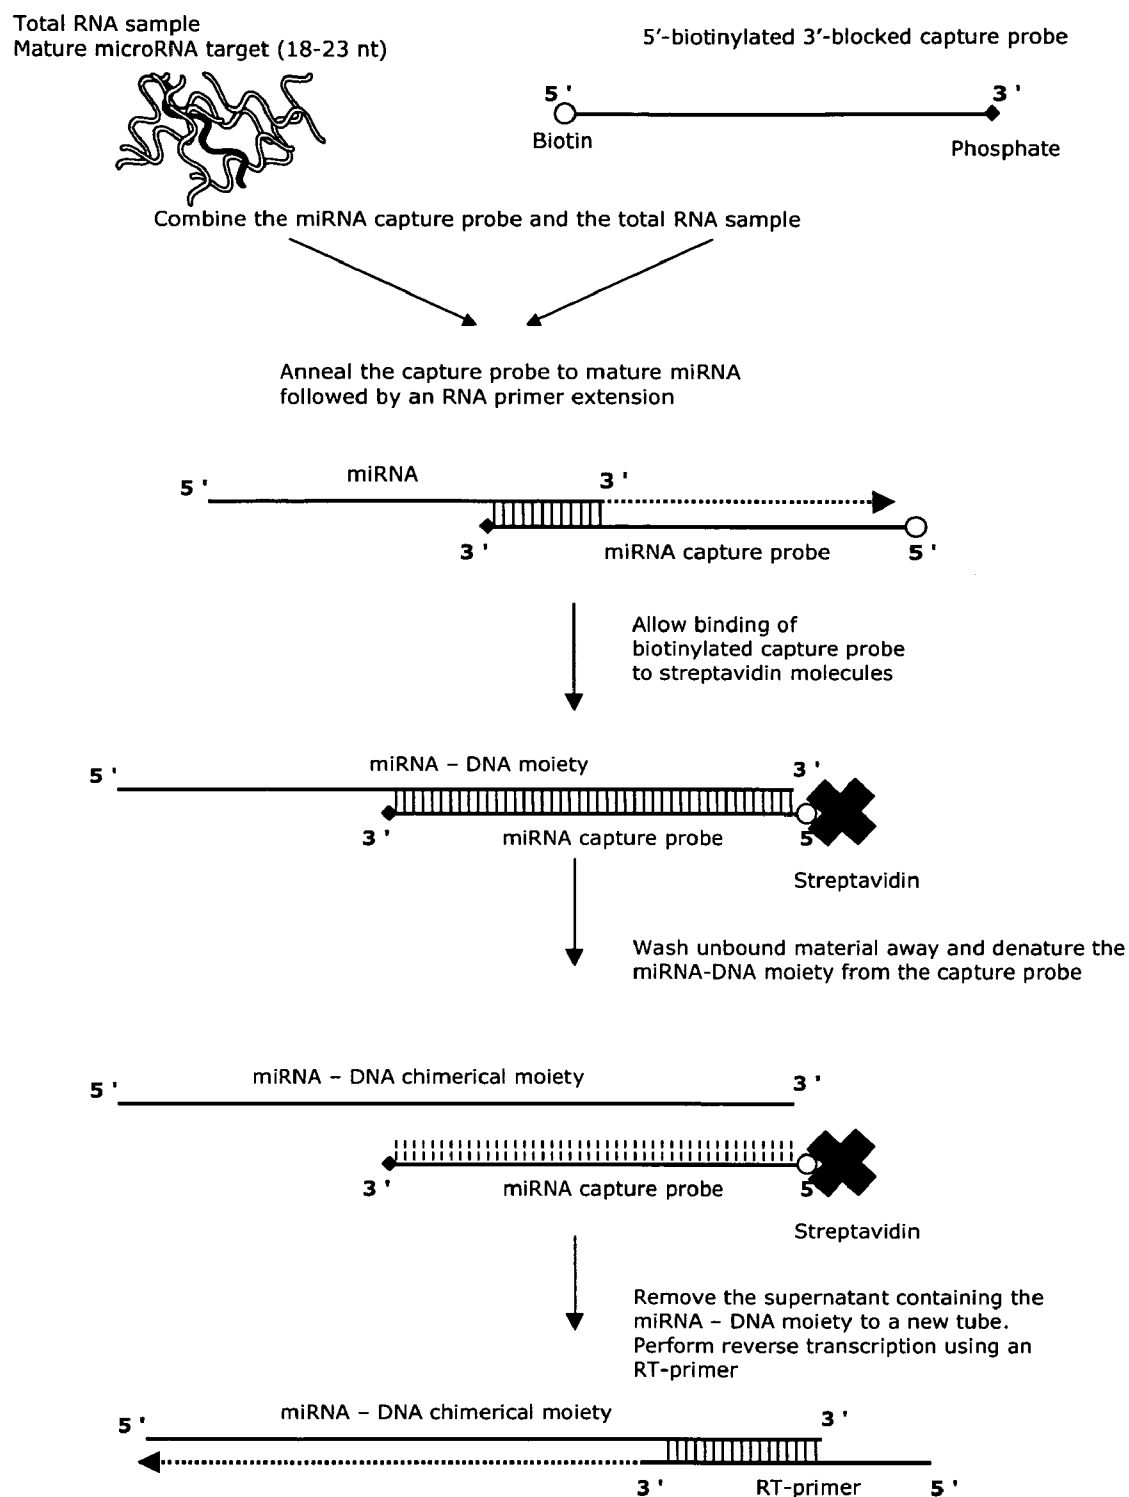 Total RNA sample
Mature microRNA target (18-23 nt)
5′-biotinylated 3′-blocked capture probe
5 '
3 '
Biotin
Phosphate
Combine the miRNA capture probe and the total RNA sample
Anneal the capture probe to mature miRNA
followed by an RNA primer extension
5 '
miRNA
3 '
3 '
miRNA capture probe
5 '
Allow binding of
biotinylated capture probe
to streptavidin molecules
5 '
miRNA – DNA moiety
3 '
3 '
miRNA capture probe
5
Streptavidin
Wash unbound material away and denature the
miRNA-DNA moiety from the capture probe
5 '
miRNA – DNA chimerical moiety
3 '
3 '
miRNA capture probe
5
Streptavidin
Remove the supernatant containing the
miRNA – DNA moiety to a new tube.
Perform reverse transcription using an
RT-primer
5 '
miRNA – DNA chimerical moiety
3 '
3 '
RT-primer
5 '